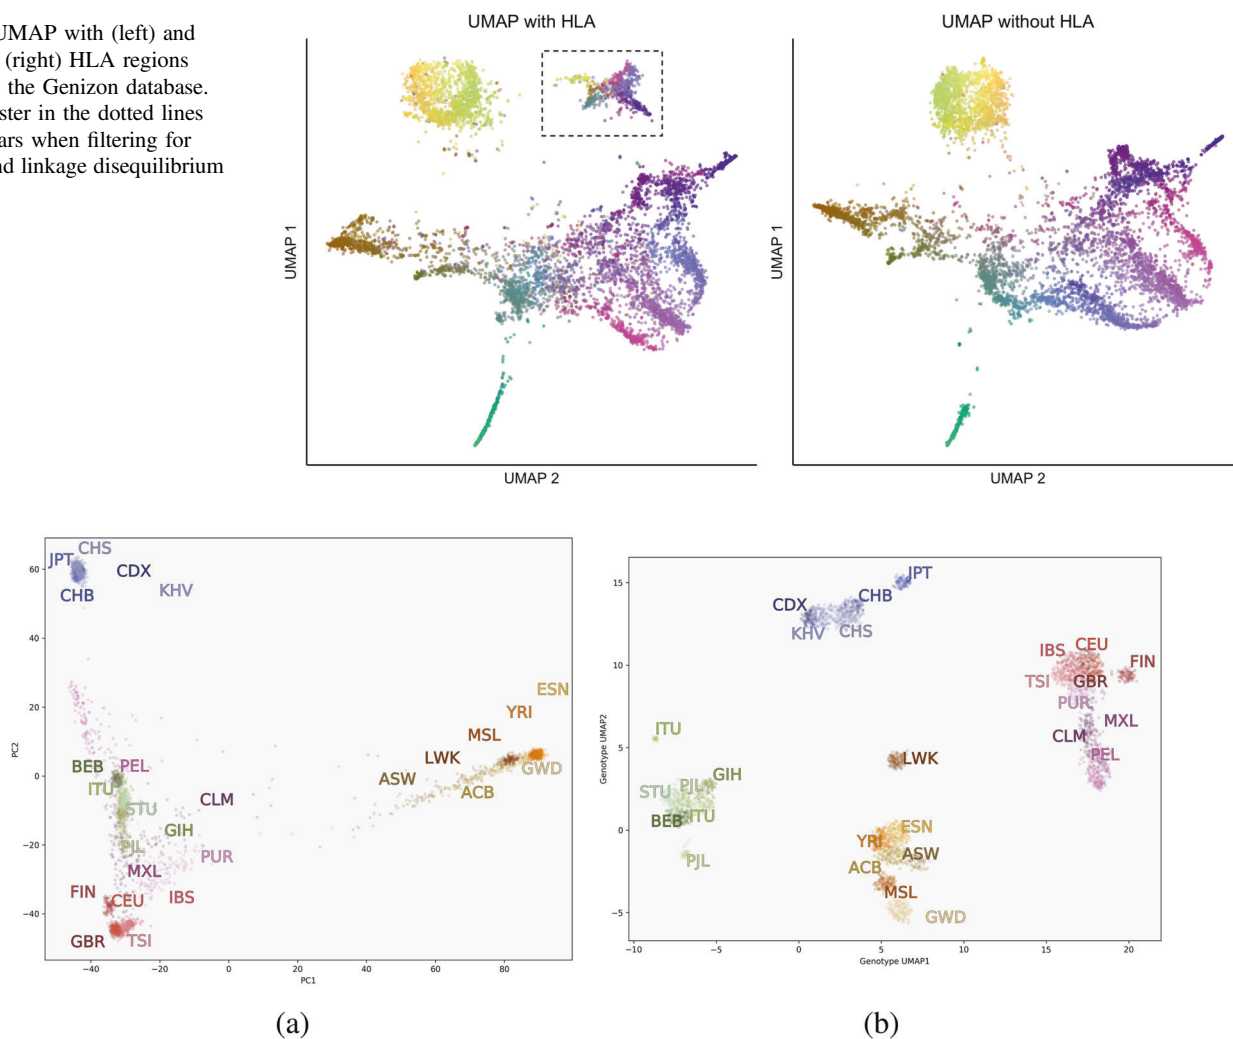 UMAP with (left) and
(right) HLA regions
the Genizon database.
ster in the dotted lines
ars when filtering for
nd linkage disequilibrium
UMAP with HLA
UMAP without HLA
UMAP 1
UMAP 1
UMAP 2
UMAP 2
CHS
JPT
CDX
KHV
CHB
ESN
YRI
MSL
LWK
GWD
ASW
ACB
BEB
PEL
ITU
STU
CLM
GIH
PJL
PUR
MXL
FIN
CEU
IBS
GBR
TSI
60
40
20
0
−20
−40
PC2
−40 −20 0 20 40 60 80
PC1
JPT
CDX
CHB
KHV
CHS
IBS
CEU
FIN
TSI
GBR
PUR
MXL
CLM
PEL
ITU
LWK
GIH
PJL
STU
BEB
ITU
PJL
ESN
YRI
ASW
ACB
MSL
GWD
15
10
5
0
−5
Genotype UMAP2
−10 −5 0 5 10 15 20
Genotype UMAP1
(a)
(b)